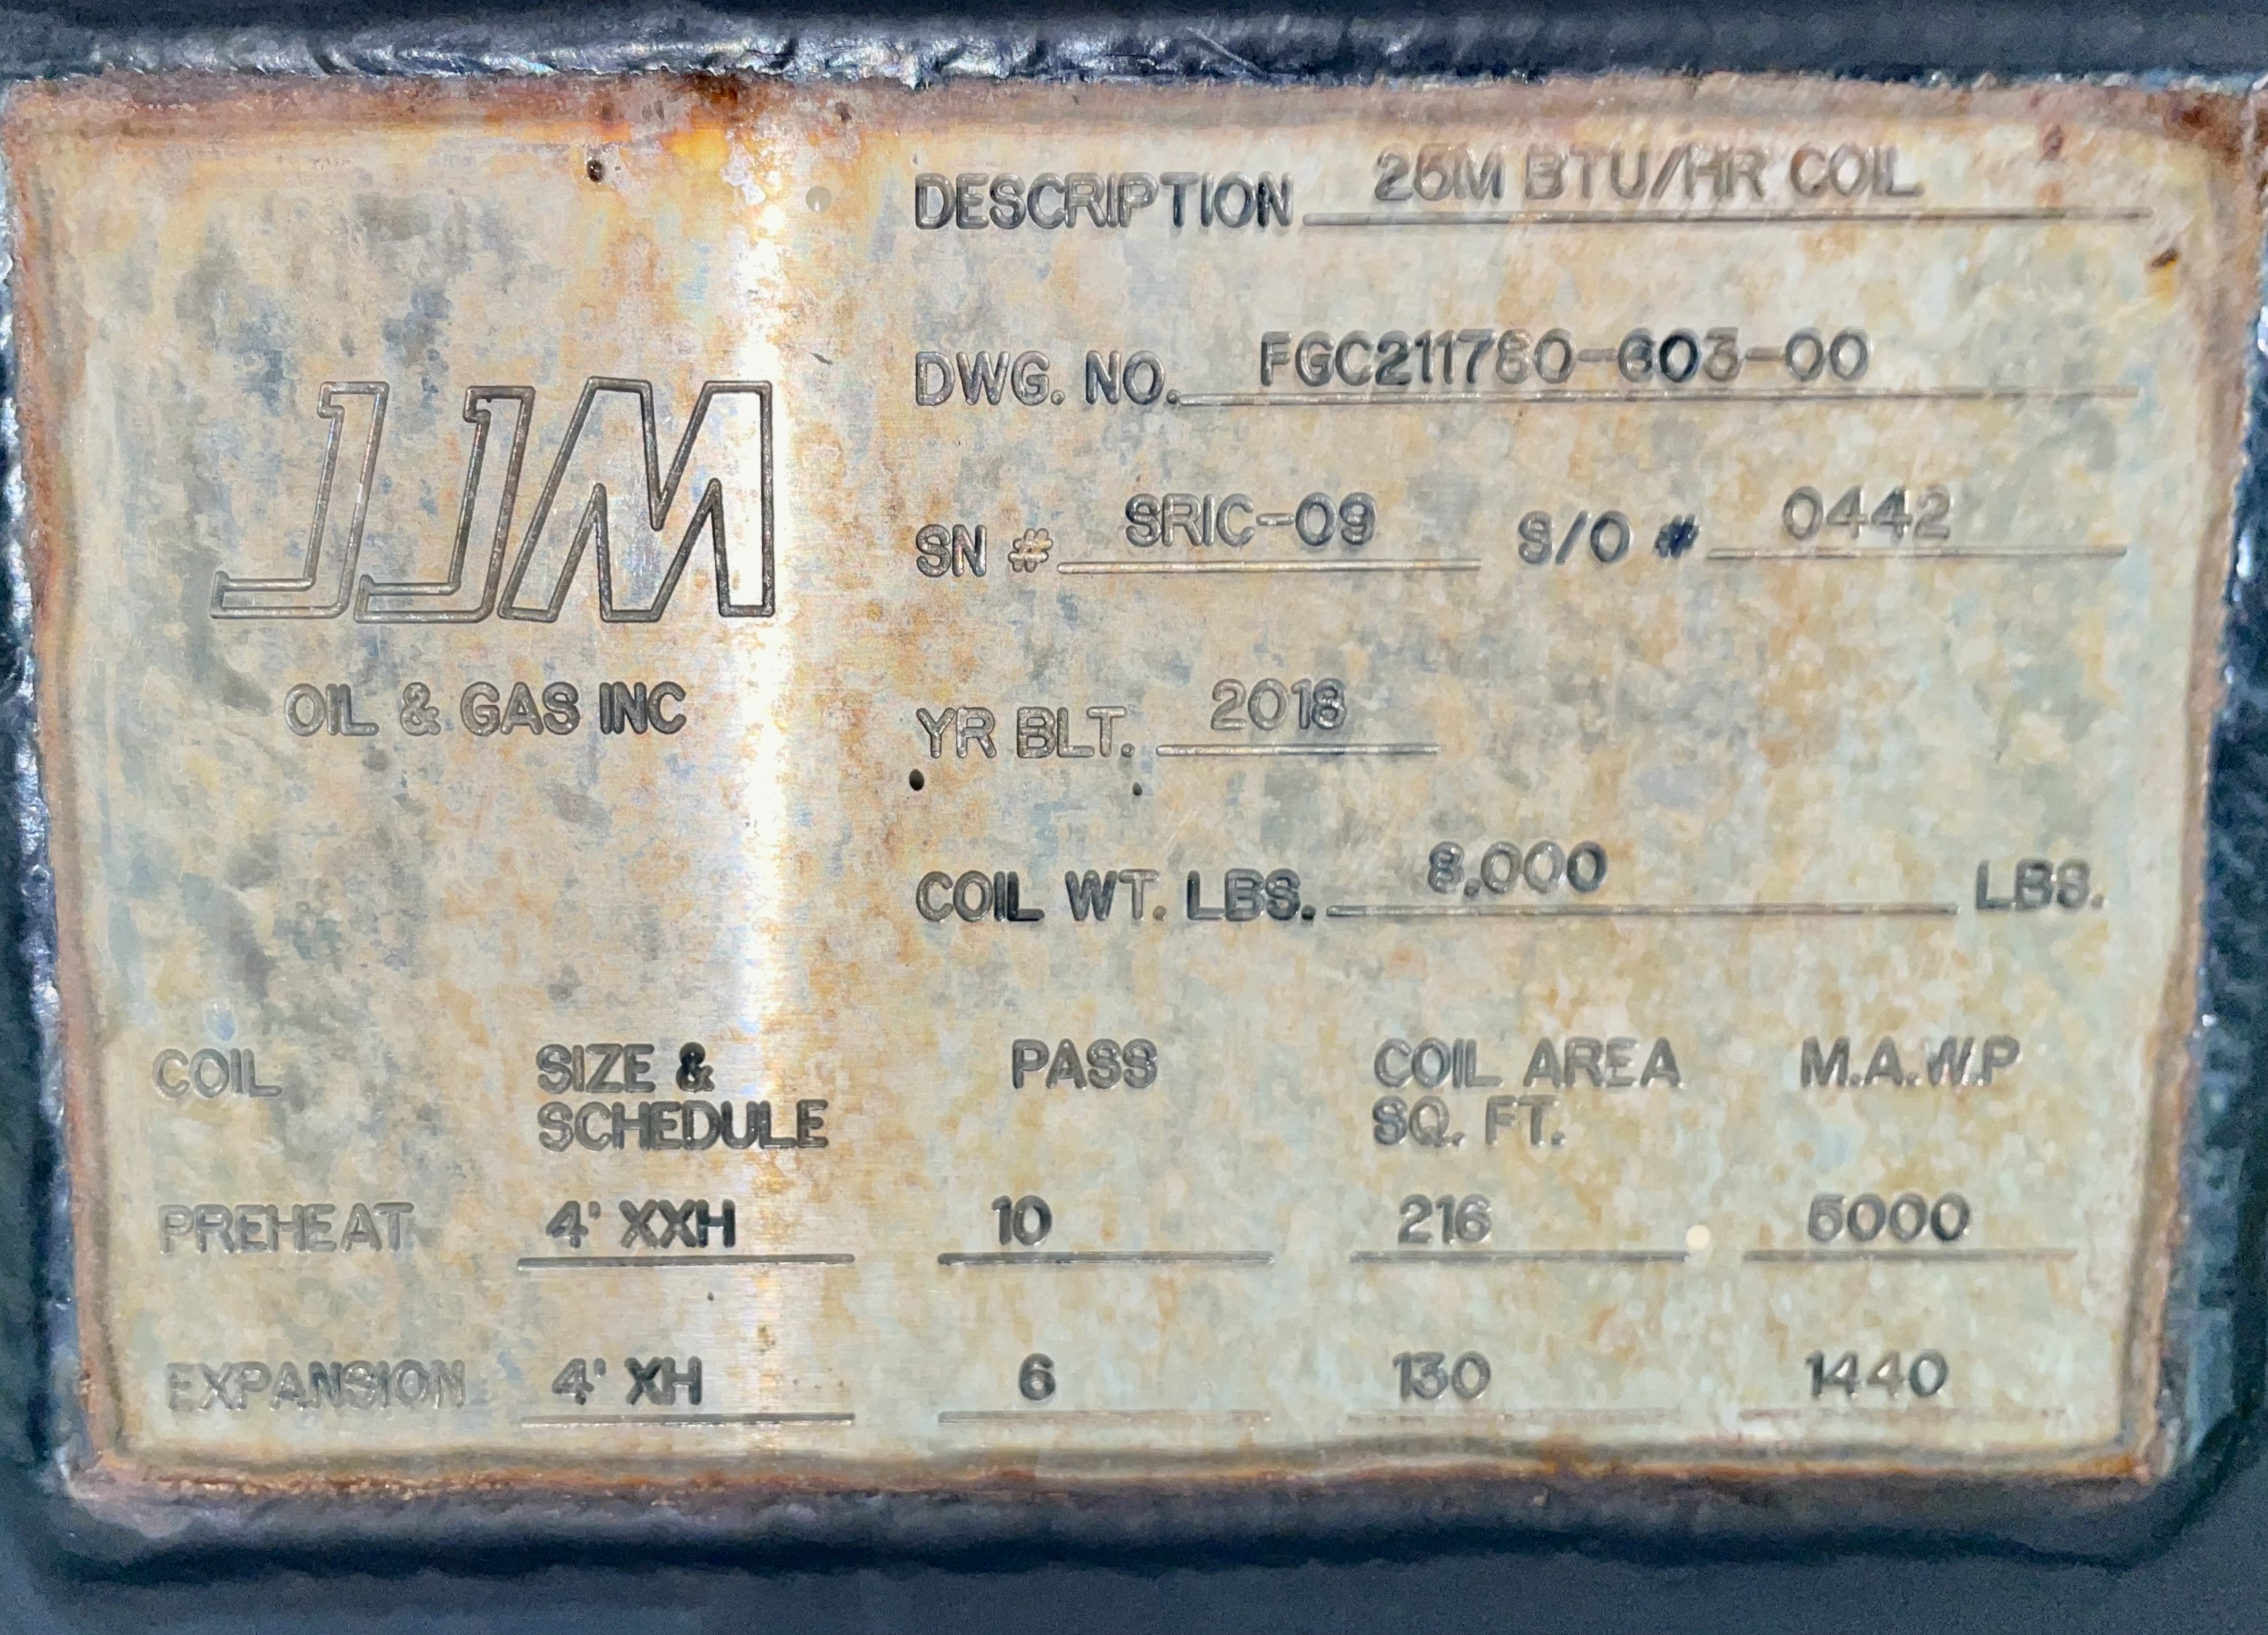 JJM
OIL & GAS INC
DESCRIPTION 25M BTU/HR COIL
DWG. NO. FGC211780-603-00
SN # SRIC-09 S/O # 0442
YR BLT. 2018
COIL WT. LBS. 8,000 LBS.
COIL SIZE & PASS COIL AREA M.A.W.P
SCHEDULE SQ. FT.
PREHEAT 4' XXH 10 216 5000
EXPANSION 4' XH 6 130 1440